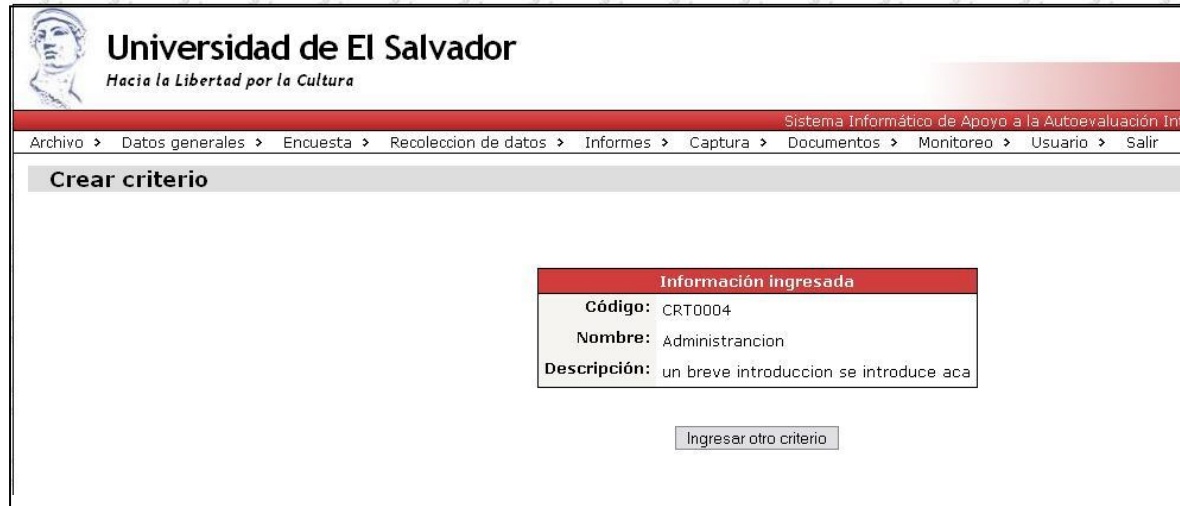 Universidad de El Salvador
Hacia la Libertad por la Cultura
Sistema Informático de Apoyo a la Autoevaluación In
Archivo > Datos generales > Encuesta > Recoleccion de datos > Informes > Captura > Documentos > Monitoreo > Usuario > Salir
Crear criterio
Información ingresada
Código: CRT0004
Nombre: Administrancion
Descripción: un breve introduccion se introduce aca
Ingresar otro criterio